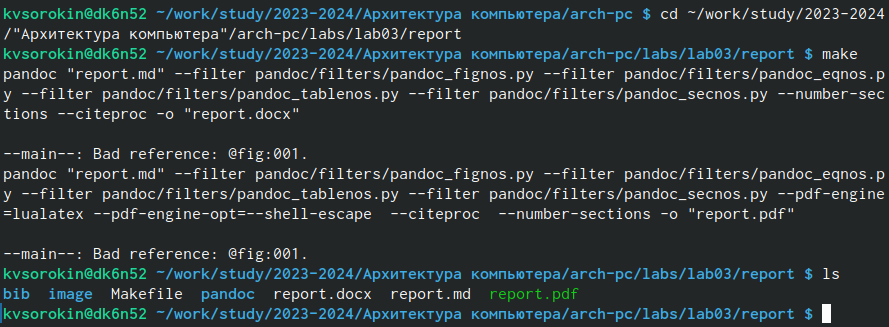 kvsorokin@dk6n52 ~/work/study/2023-2024/Архитектура компьютера/arch-pc $ cd ~/work/study/2023-2024
/"Архитектура компьютера"/arch-pc/labs/lab03/report
kvsorokin@dk6n52 ~/work/study/2023-2024/Архитектура компьютера/arch-pc/labs/lab03/report $ make
pandoc "report.md" --filter pandoc/filters/pandoc_fignos.py --filter pandoc/filters/pandoc_eqnos.p
y --filter pandoc/filters/pandoc_tablenos.py --filter pandoc/filters/pandoc_secnos.py --number-sec
tions --citeproc -o "report.docx"
--main--: Bad reference: @fig:001.
pandoc "report.md" --filter pandoc/filters/pandoc_fignos.py --filter pandoc/filters/pandoc_eqnos.p
y --filter pandoc/filters/pandoc_tablenos.py --filter pandoc/filters/pandoc_secnos.py --pdf-engine
=lualatex --pdf-engine-opt=--shell-escape  --citeproc  --number-sections -o "report.pdf"
--main--: Bad reference: @fig:001.
kvsorokin@dk6n52 ~/work/study/2023-2024/Архитектура компьютера/arch-pc/labs/lab03/report $ ls
bib  image  Makefile  pandoc  report.docx  report.md  report.pdf
kvsorokin@dk6n52 ~/work/study/2023-2024/Архитектура компьютера/arch-pc/labs/lab03/report $